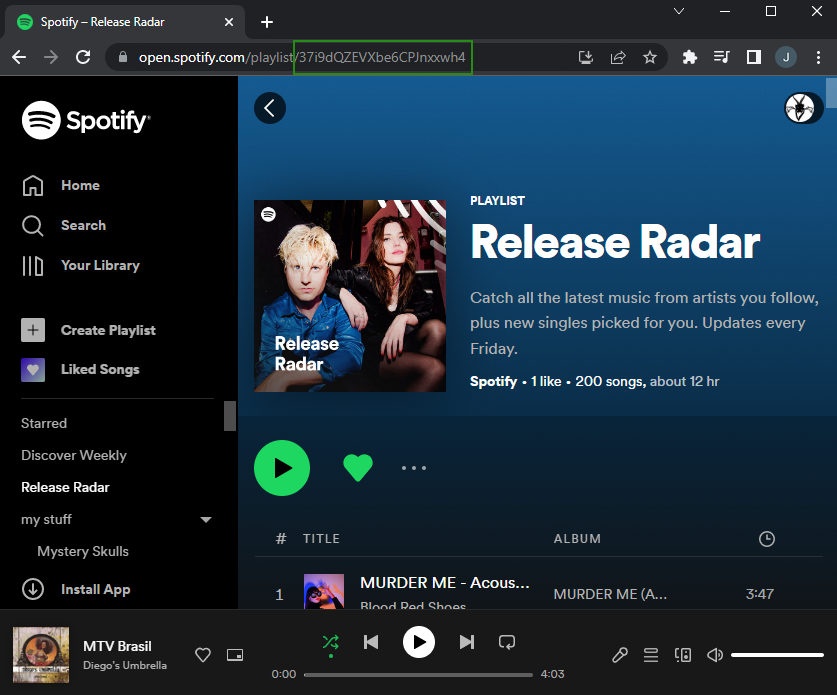 Spotify – Release Radar
open.spotify.com/playlist/37i9dQZEVXbe6CPJnxxwh4
J
Spotify
Home
Search
Your Library
Create Playlist
Liked Songs
Starred
Discover Weekly
Release Radar
my stuff
Mystery Skulls
Install App
Release
Radar
PLAYLIST
Release Radar
Catch all the latest music from artists you follow,
plus new singles picked for you. Updates every
Friday.
Spotify • 1 like • 200 songs, about 12 hr
# TITLE ALBUM
1 MURDER ME - Acous... MURDER ME (A... 3:47
Blood Red Shoes
MTV Brasil
Diego's Umbrella
0:00 4:03